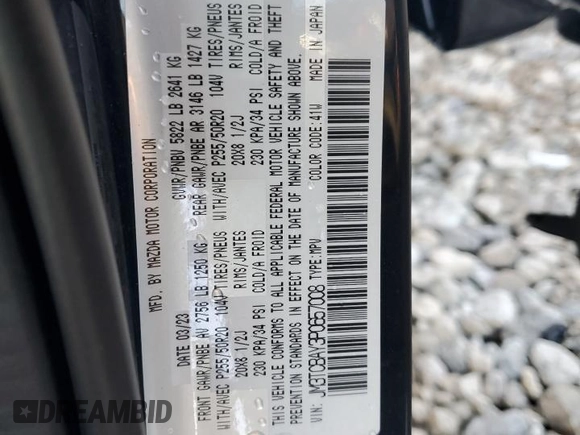 MFD. BY MAZDA MOTOR CORPORATION
DATE 03/23 GVWR/PNBV 5822 LB 2641 KG
FRONT GAWR/PNBE AV 2756 LB 1250 KG REAR GAWR/PNBE AR 3146 LB 1427 KG
WITH/AVEC P255/50R20 104V TIRES/PNEUS WITH/AVEC P255/50R20 104V TIRES/PNEUS
20X8 1/2J RIMS/JANTES 20X8 1/2J RIMS/JANTES
230 KPA/34 PSI COLD/A FROID 230 KPA/34 PSI COLD/A FROID
THIS VEHICLE CONFORMS TO ALL APPLICABLE FEDERAL MOTOR VEHICLE SAFETY AND THEFT
PREVENTION STANDARDS IN EFFECT ON THE DATE OF MANUFACTURE SHOWN ABOVE.
VIN: JM3TCBAY3P0657008 TYPE: MPV COLOR CODE: 41W MADE IN JAPAN
DREAMBID